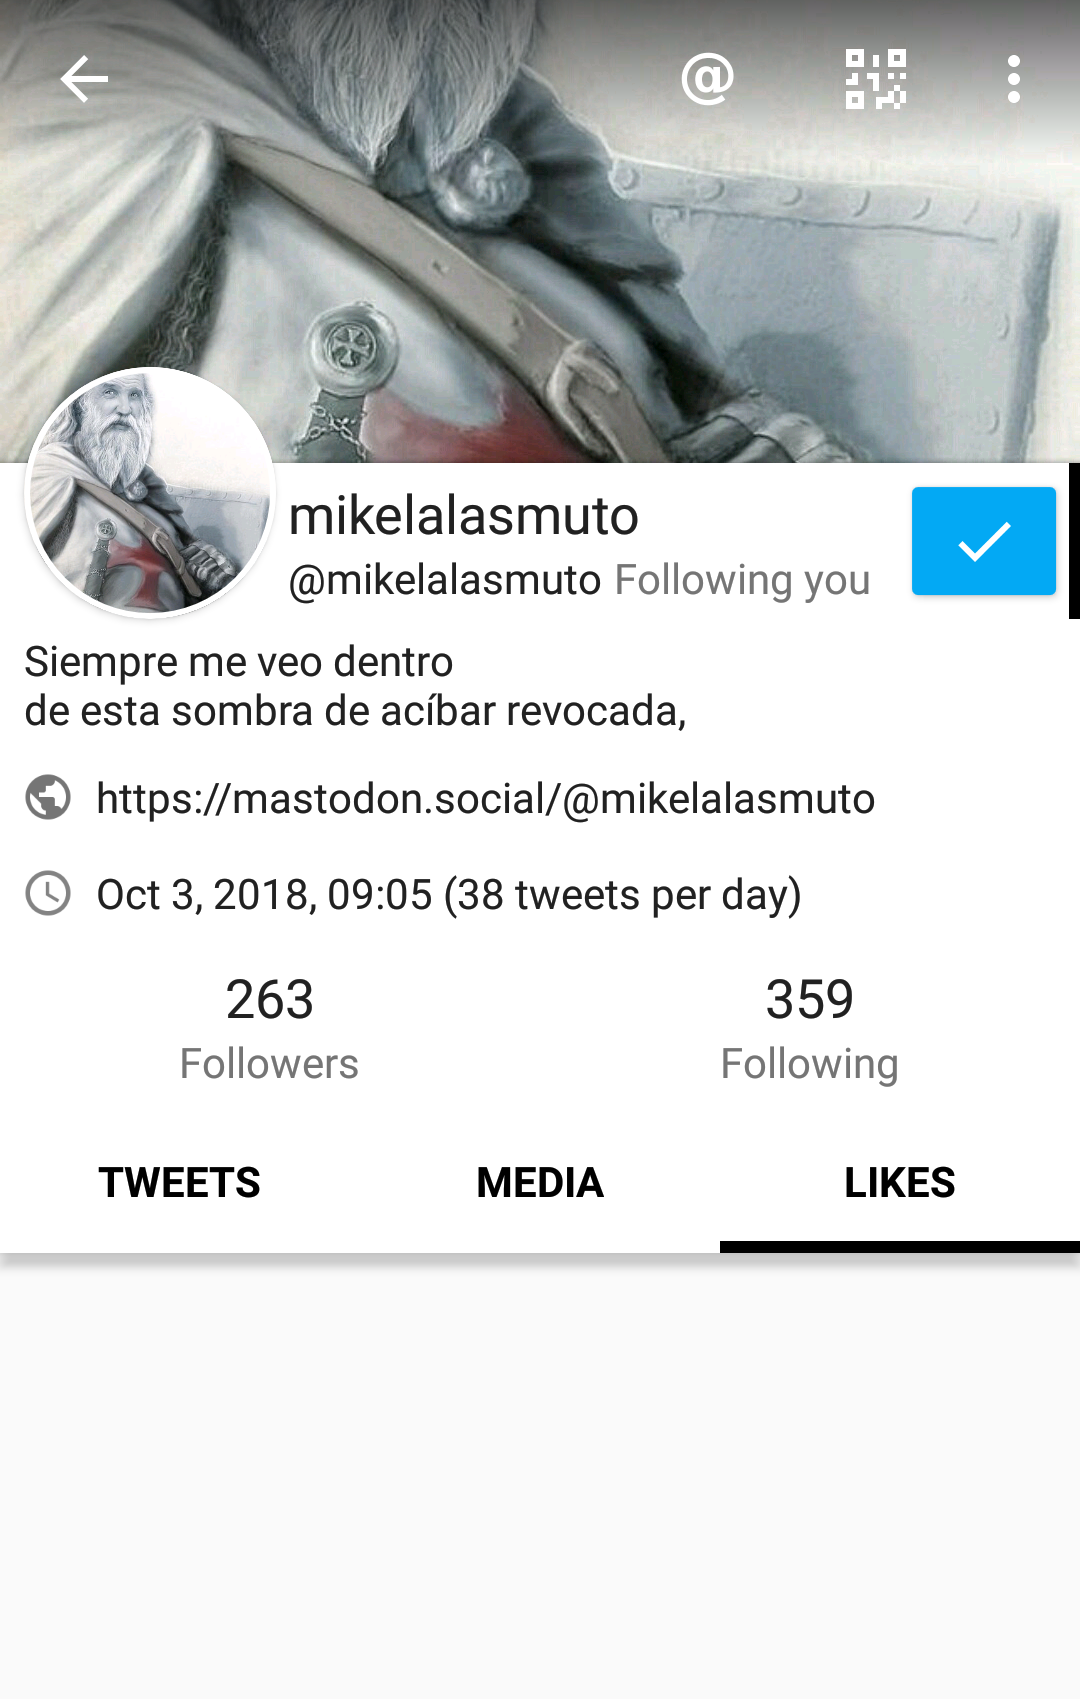 mikelalasmuto
@mikelalasmuto Following you
Siempre me veo dentro
de esta sombra de acíbar revocada,
https://mastodon.social/@mikelalasmuto
Oct 3, 2018, 09:05 (38 tweets per day)
263 359
Followers Following
TWEETS MEDIA LIKES